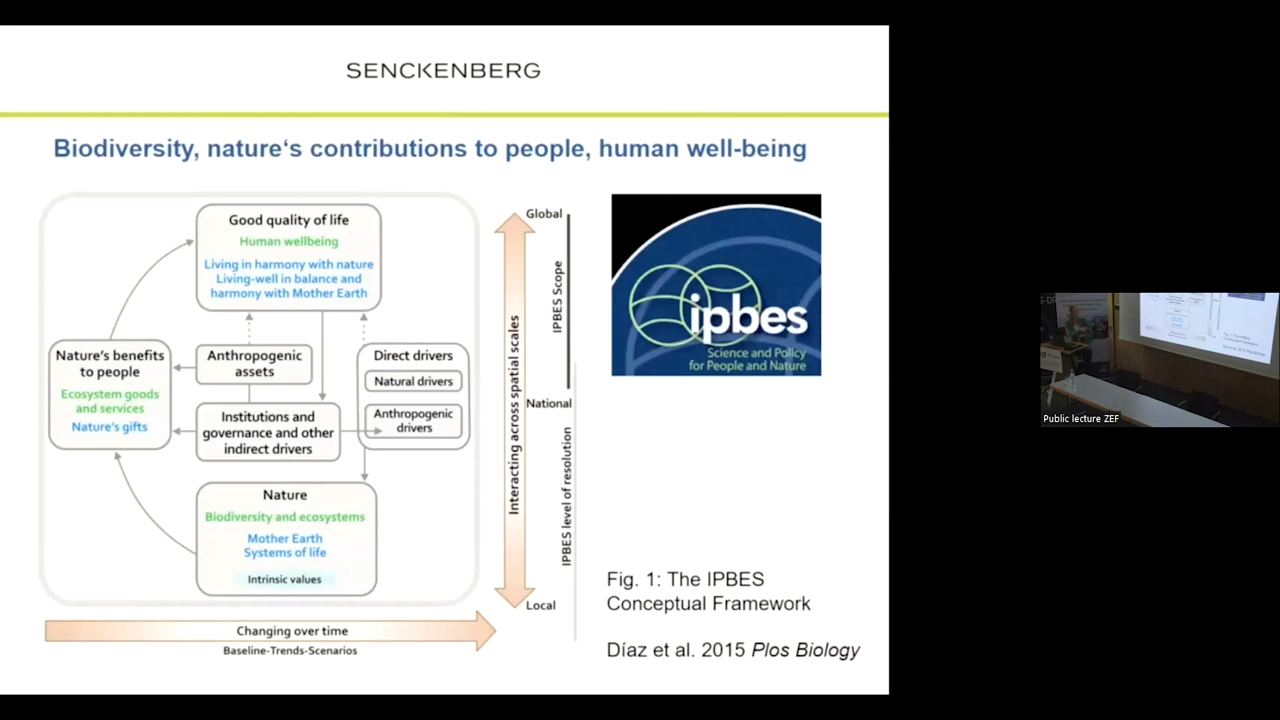 SENCKENBERG
Biodiversity, nature‘s contributions to people, human well-being
Good quality of life
Human wellbeing
Living in harmony with nature
Living-well in balance and
harmony with Mother Earth
Nature's benefits
to people
Ecosystem goods
and services
Nature's gifts
Anthropogenic
assets
Institutions and
governance and other
indirect drivers
Direct drivers
Natural drivers
Anthropogenic
drivers
Nature
Biodiversity and ecosystems
Mother Earth
Systems of life
Intrinsic values
Changing over time
Baseline-Trends-Scenarios
Interacting across spatial scales
Global
IPBES Scope
National
IPBES level of resolution
Local
ipbes
Science and Policy
for People and Nature
Fig. 1: The IPBES
Conceptual Framework
Díaz et al. 2015 Plos Biology
Public lecture ZEF